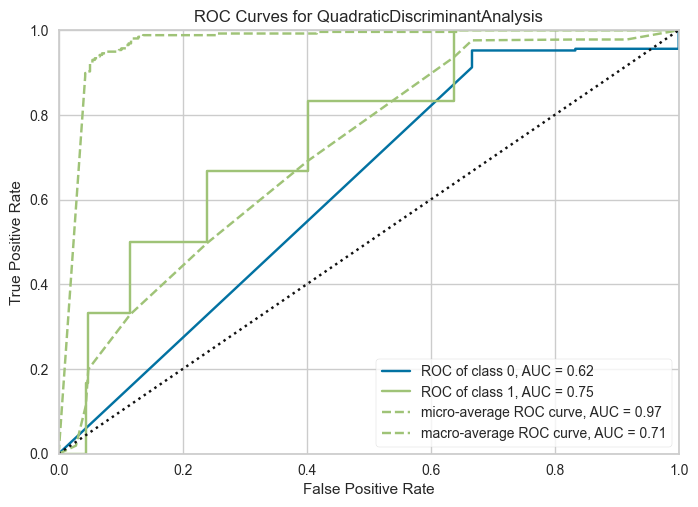 ROC Curves for QuadraticDiscriminantAnalysis
1.0
0.8
0.6
0.4
0.2
0.0
True Positive Rate
ROC of class 0, AUC = 0.62
ROC of class 1, AUC = 0.75
micro-average ROC curve, AUC = 0.97
macro-average ROC curve, AUC = 0.71
0.0 0.2 0.4 0.6 0.8 1.0
False Positive Rate